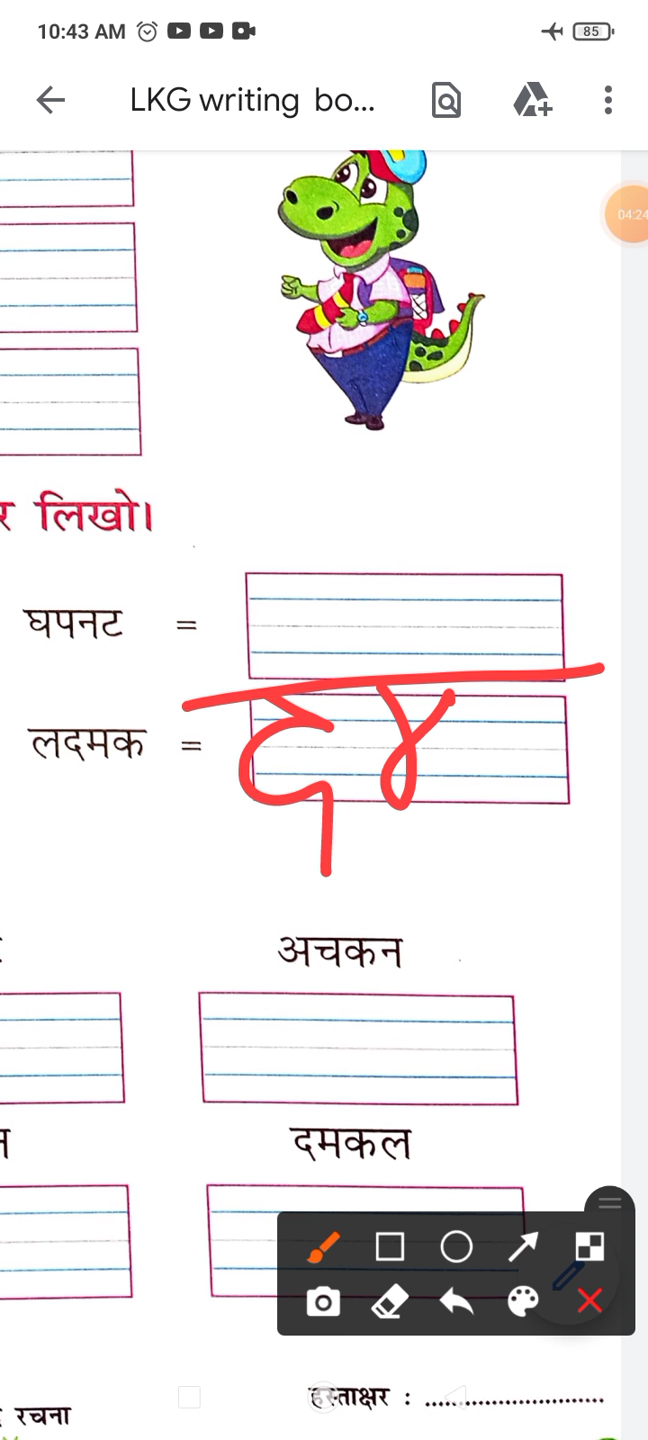 10:43 AM 85
LKG writing bo...
04:24
र लिखो।
घपनट =
लदमक =
अचकन
दमकल
हस्ताक्षर : ..............................
रचना